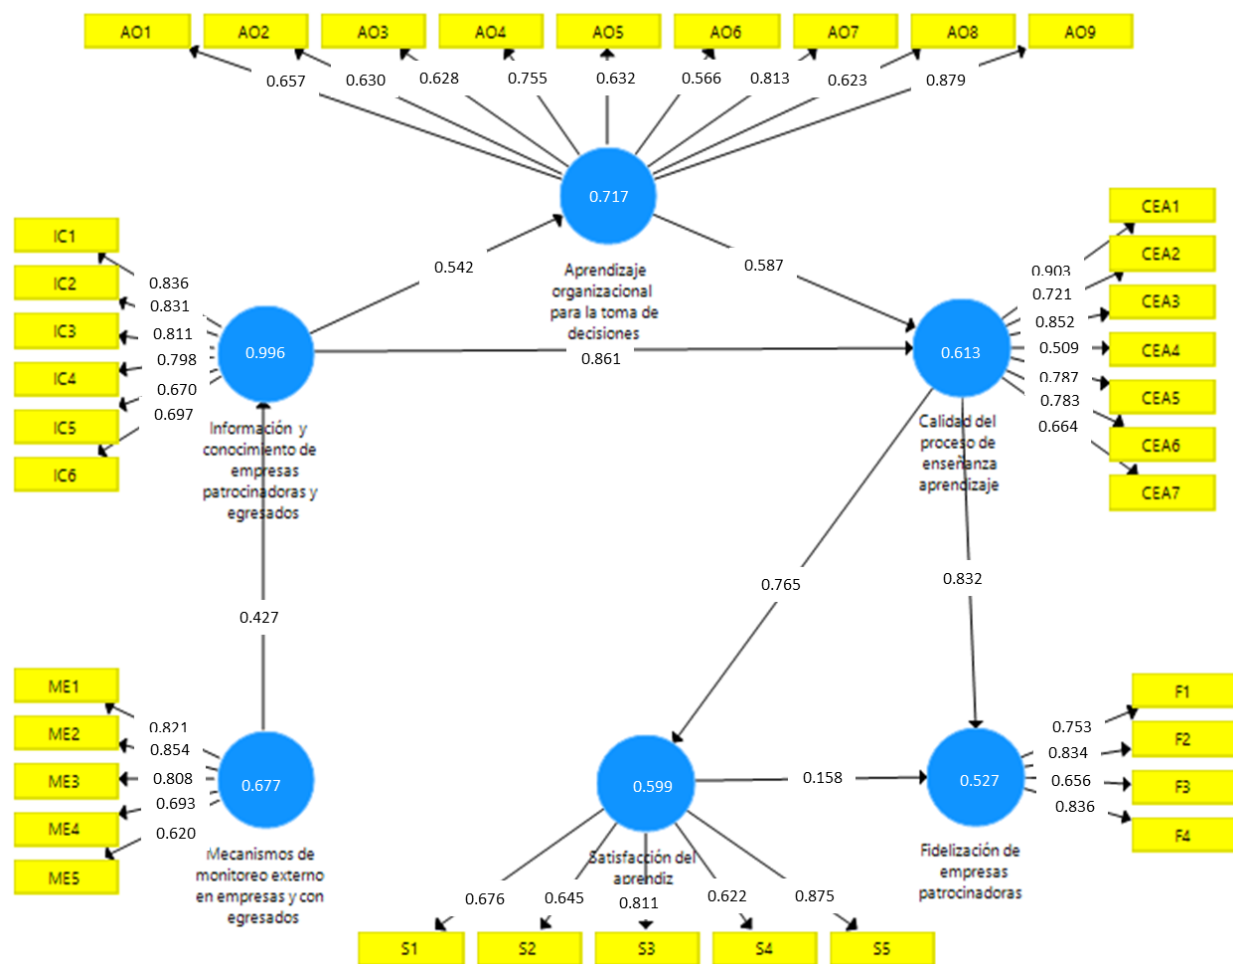 AO1 AO2 AO3 AO4 AO5 AO6 AO7 AO8 AO9
0.657 0.630 0.628 0.755 0.632 0.566 0.813 0.623 0.879
0.717
Aprendizaje
organizacional
para la toma de
decisiones
0.542
0.587
0.861
IC1
IC2
IC3
IC4
IC5
IC6
0.836
0.831
0.811
0.798
0.670
0.697
0.996
Información y
conocimiento de
empresas
patrocinadoras y
egresados
CEA1
CEA2
CEA3
CEA4
CEA5
CEA6
CEA7
0.903
0.721
0.852
0.509
0.787
0.783
0.664
0.613
Calidad del
proceso de
enseñanza
aprendizaje
0.427
0.765
0.832
ME1
ME2
ME3
ME4
ME5
0.821
0.854
0.808
0.693
0.620
0.677
Mecanismos de
monitoreo externo
en empresas y con
egresados
0.599
Satisfacción del
aprendiz
0.158
0.527
Fidelización de
empresas
patrocinadoras
F1
F2
F3
F4
0.753
0.834
0.656
0.836
0.676 0.645 0.811 0.622 0.875
S1 S2 S3 S4 S5